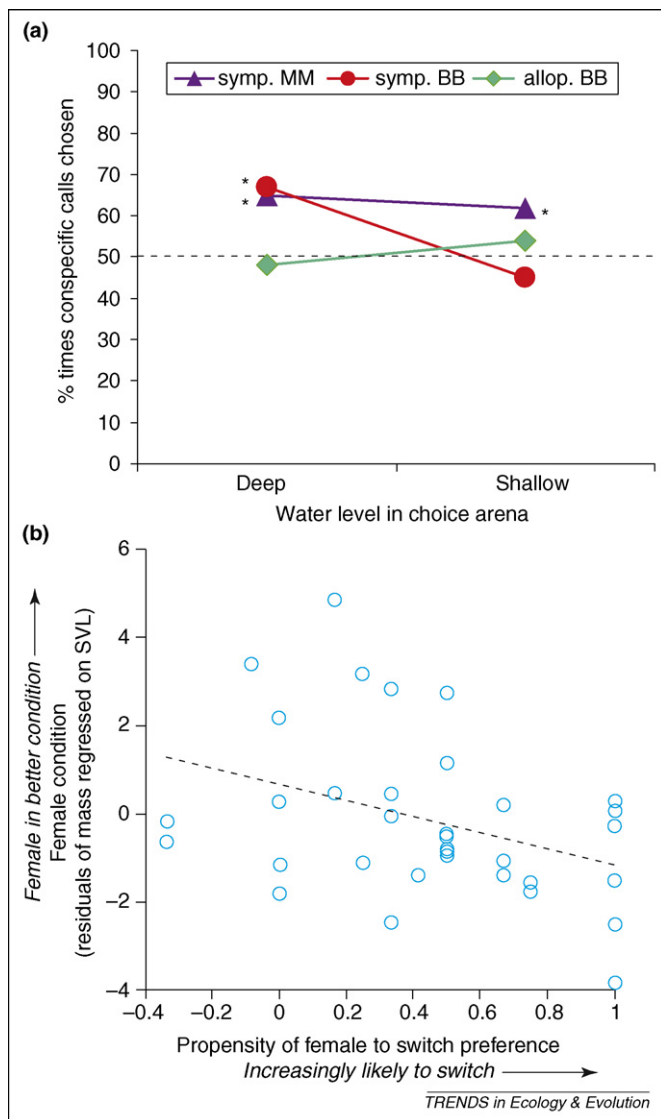 (a)
100
90
80
70
60
50
40
30
20
10
0
symp. MM symp. BB allop. BB
*
*
*
% times conspecific calls chosen
Deep Shallow
Water level in choice arena
(b)
6
4
2
0
–2
–4
Female in better condition
Female condition
(residuals of mass regressed on SVL)
–0.4 –0.2 0 0.2 0.4 0.6 0.8 1
Propensity of female to switch preference
Increasingly likely to switch
TRENDS in Ecology & Evolution